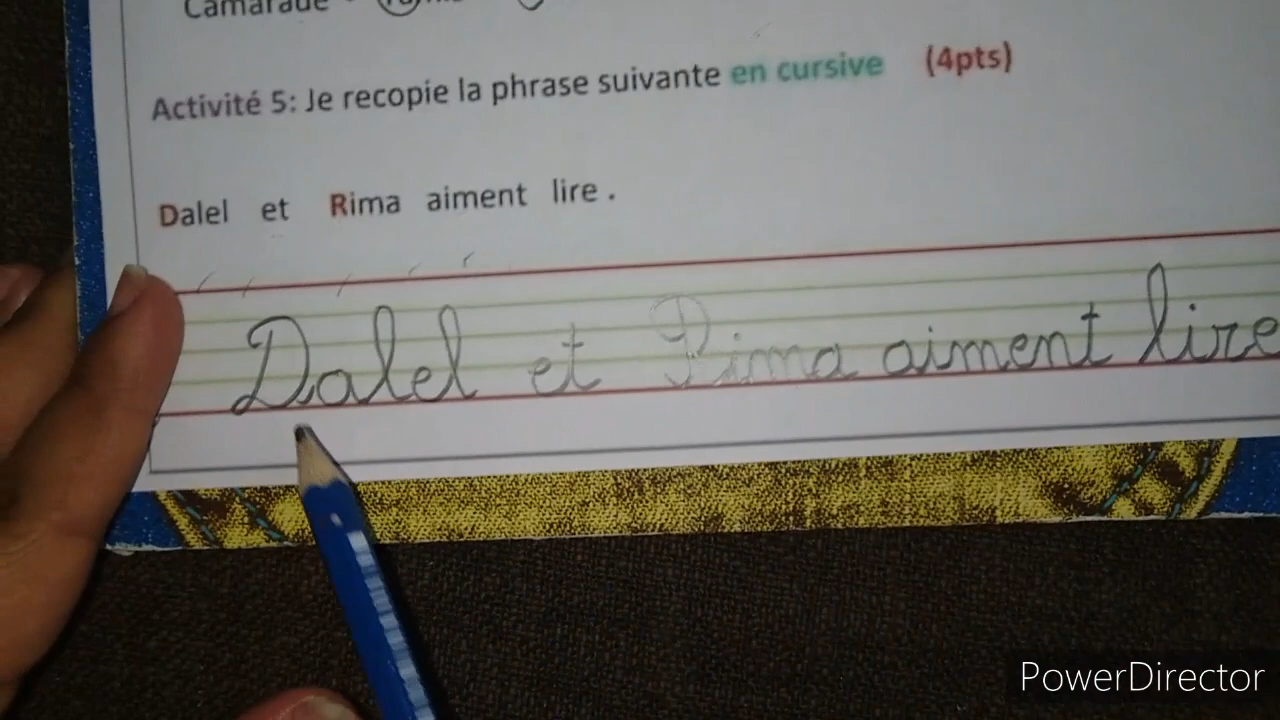 Camarade
Activité 5: Je recopie la phrase suivante en cursive (4pts)
Dalel et Rima aiment lire .
Dalel et Rima aiment lire
PowerDirector